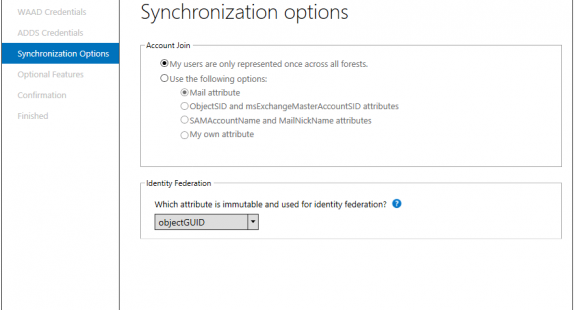 Synchronization options
WAAD Credentials
ADDS Credentials
Synchronization Options
Optional Features
Confirmation
Finished
Account Join
My users are only represented once across all forests.
Use the following options:
Mail attribute
ObjectSID and msExchangeMasterAccountSID attributes
SAMAccountName and MailNickName attributes
My own attribute
Identity Federation
Which attribute is immutable and used for identity federation? ?
objectGUID